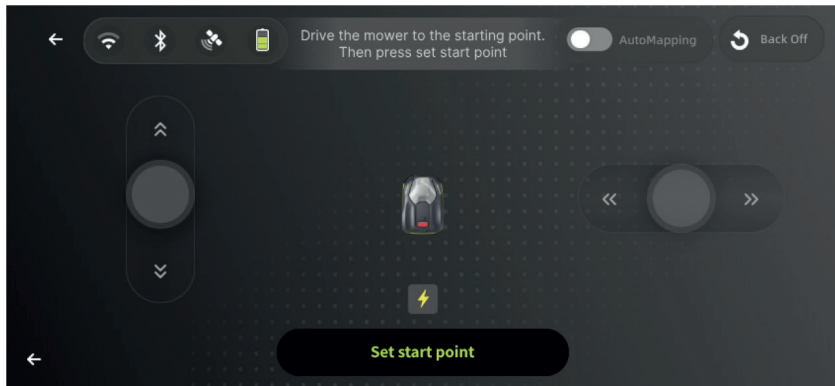 Drive the mower to the starting point.
Then press set start point
AutoMapping
Back Off
Set start point